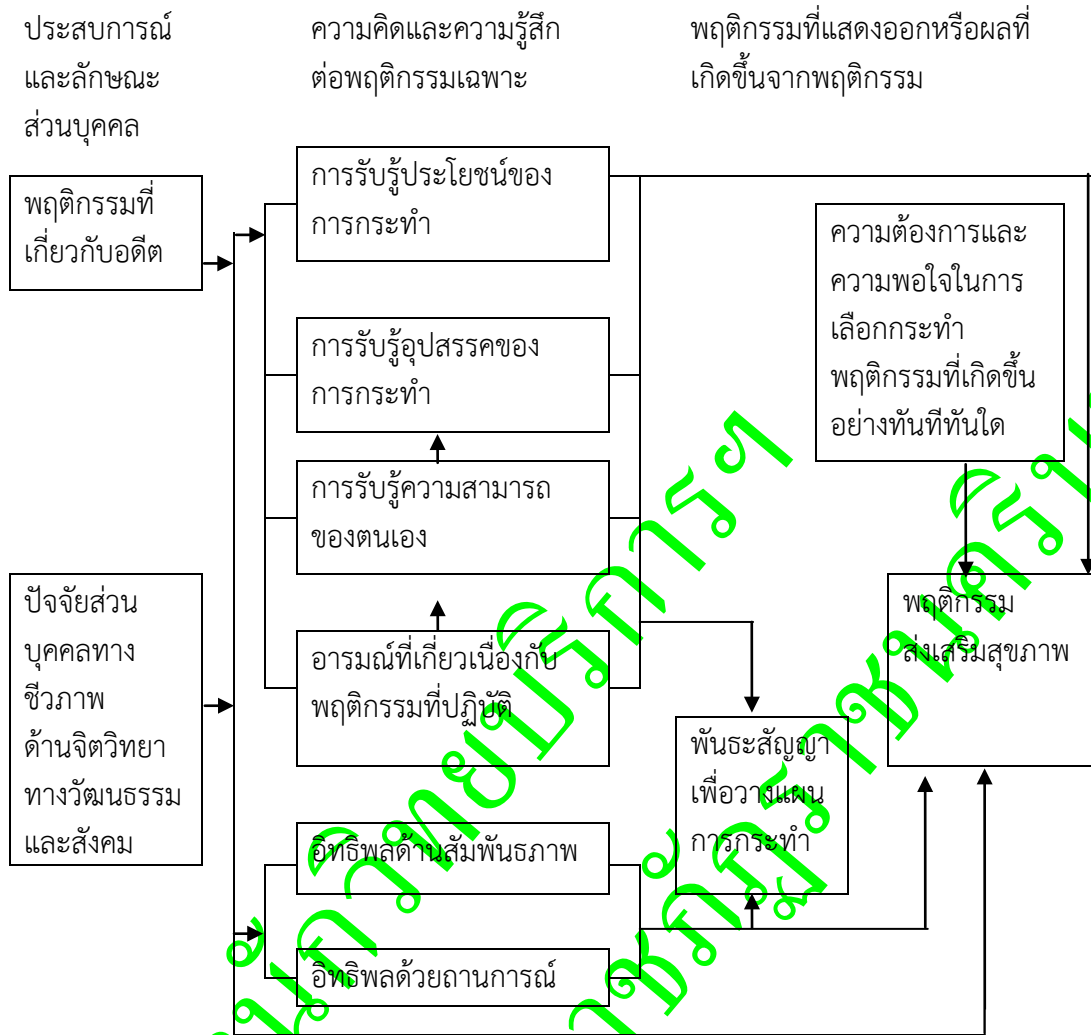 ประสบการณ์
และลักษณะ
ส่วนบุคคล
ความคิดและความรู้สึก
ต่อพฤติกรรมเฉพาะ
พฤติกรรมที่แสดงออกหรือผลที่
เกิดขึ้นจากพฤติกรรม
พฤติกรรมที่
เกี่ยวกับอดีต
ปัจจัยส่วน
บุคคลทาง
ชีวภาพ
ด้านจิตวิทยา
ทางวัฒนธรรม
และสังคม
การรับรู้ประโยชน์ของ
การกระทำ
การรับรู้อุปสรรคของ
การกระทำ
การรับรู้ความสามารถ
ของตนเอง
อารมณ์ที่เกี่ยวเนื่องกับ
พฤติกรรมที่ปฏิบัติ
อิทธิพลด้านสัมพันธภาพ
อิทธิพลด้วยถานการณ์
ความต้องการและ
ความพอใจในการ
เลือกกระทำ
พฤติกรรมที่เกิดขึ้น
อย่างทันทีทันใด
พันธะสัญญา
เพื่อวางแผน
การกระทำ
พฤติกรรม
ส่งเสริมสุขภาพ